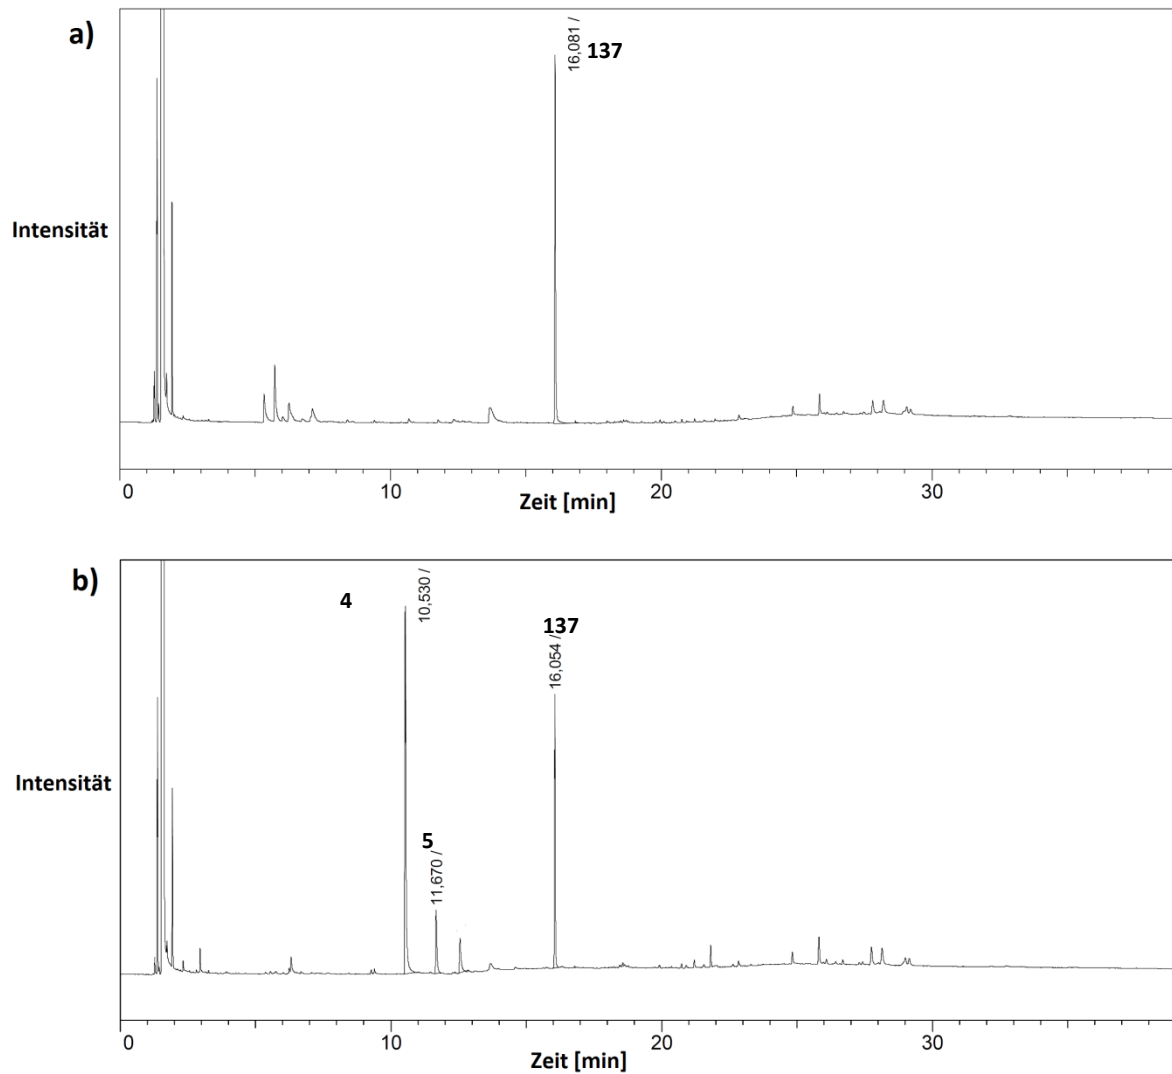 a)
16,081 /
137
Intensität
0 10 20 30
Zeit [min]
b)
4
10,530 /
137
16,054 /
5
11,670 /
Intensität
0 10 20 30
Zeit [min]